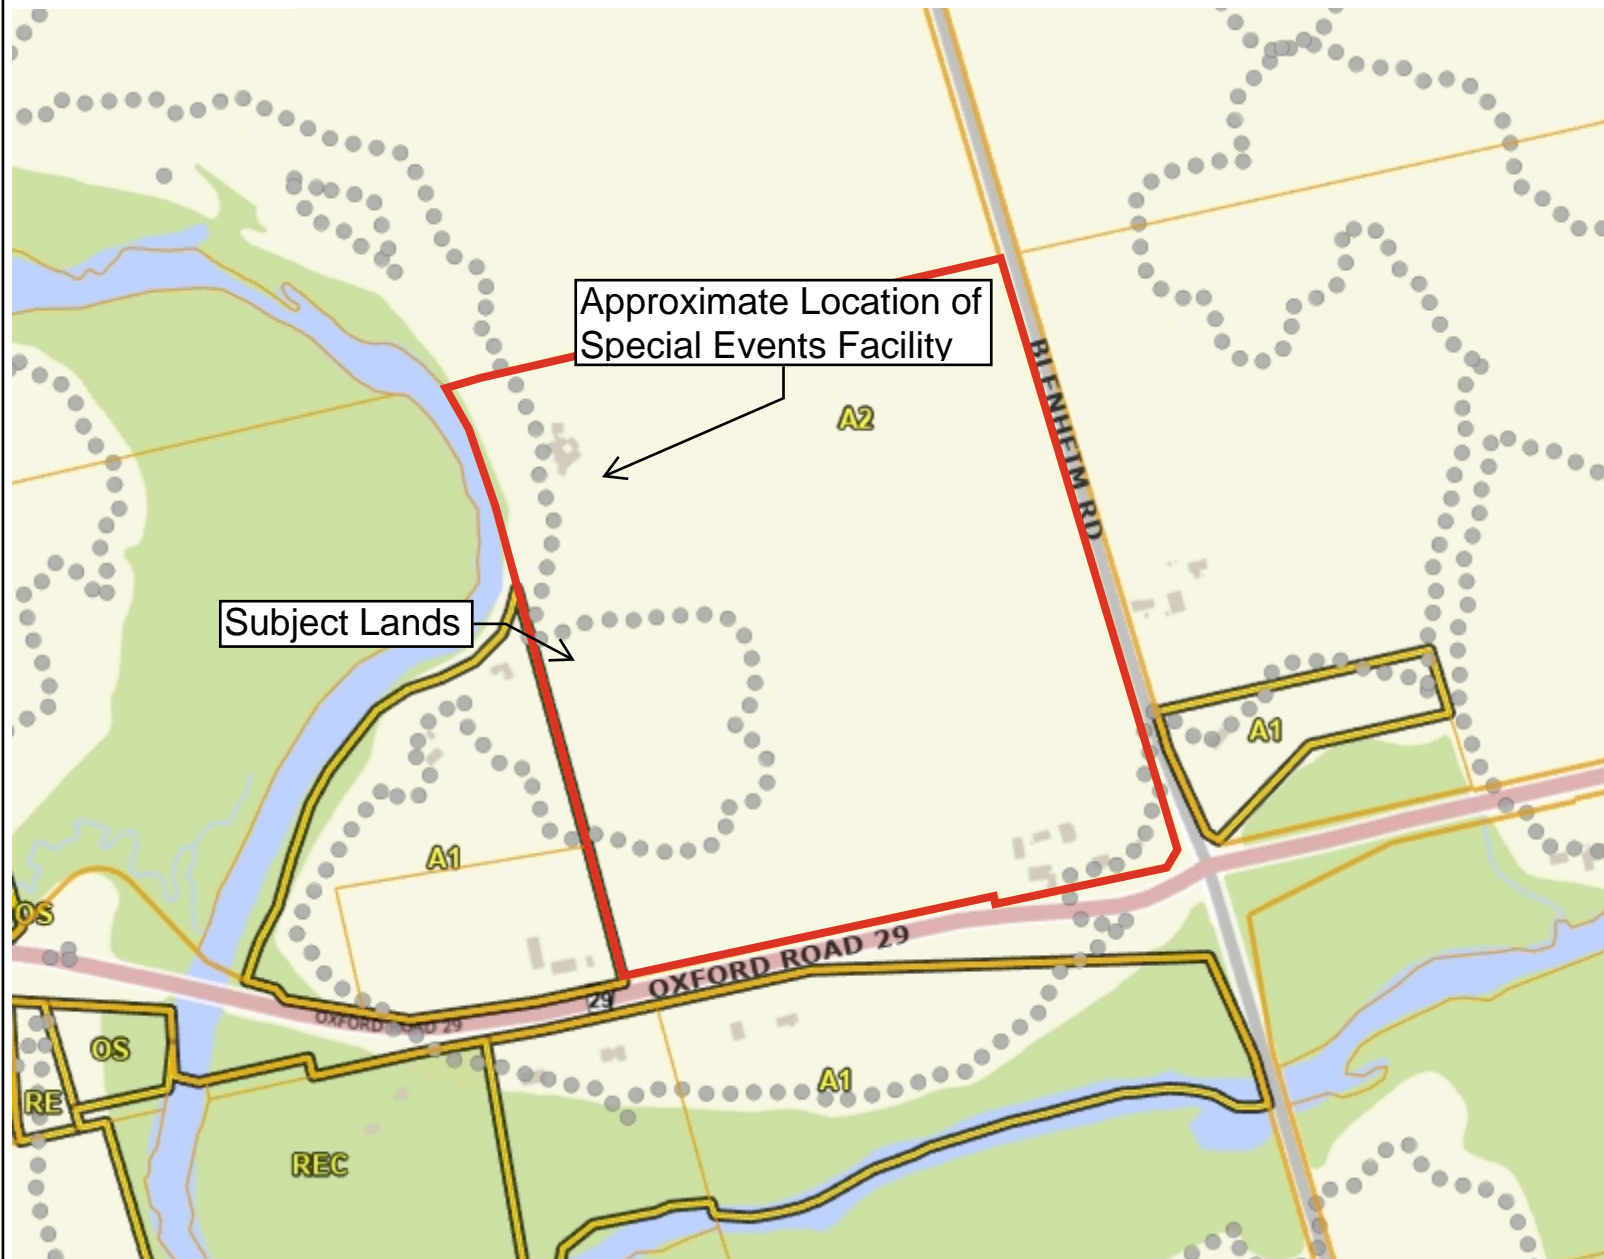 Approximate Location of
Special Events Facility
BLENHEIM RD
A2
Subject Lands
A1
A1
OS
OXFORD ROAD 29
29
OXFORD ROAD 29
OS
A1
RE
REC